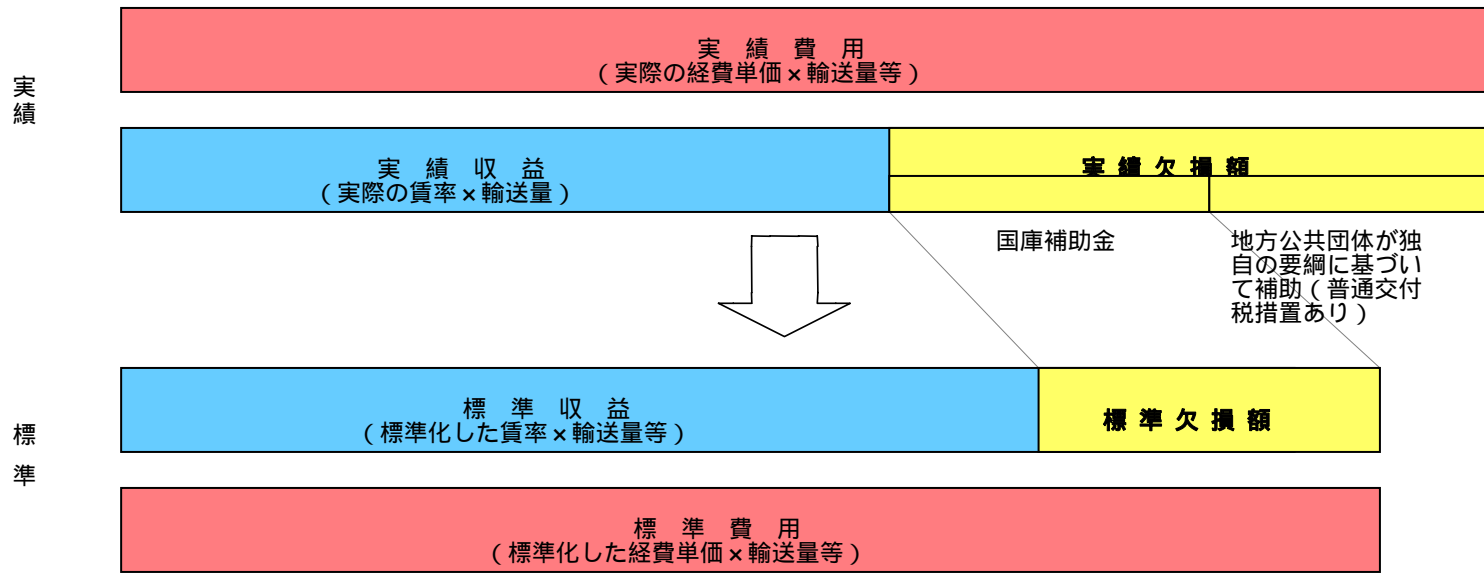 実績
実 績 費 用
（実際の経費単価×輸送量等）
実 績 収 益
（実際の賃率×輸送量）
実 績 欠 損 額
国庫補助金
地方公共団体が独
自の要綱に基づい
て補助（普通交付
税措置あり）
標準
標 準 収 益
（標準化した賃率×輸送量等）
標 準 欠 損 額
標 準 費 用
（標準化した経費単価×輸送量等）